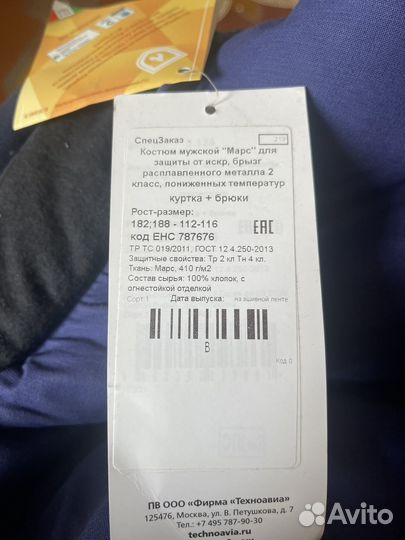 СпецЗаказ
Костюм мужской "Марс" для
защиты от искр, брызг
расплавленного металла 2
класс, пониженных температур
куртка + брюки
Рост-размер:
182;188 - 112-116
код ЕНС 787676
EAC
ТР ТС 019/2011, ГОСТ 12.4.250-2013
Защитные свойства: Тр 2 кл Тн 4 кл.
Ткань: Марс, 410 г/м2
Состав сырья: 100% хлопок, с
огнестойкой отделкой
Сорт 1 Дата выпуска: на вшивной ленте
В
Код 0
ПВ ООО «Фирма «Техноавиа»
125476, Москва, ул. В. Петушкова, д. 7
Тел.: +7 495 787-90-30
technoavia.ru
Avito